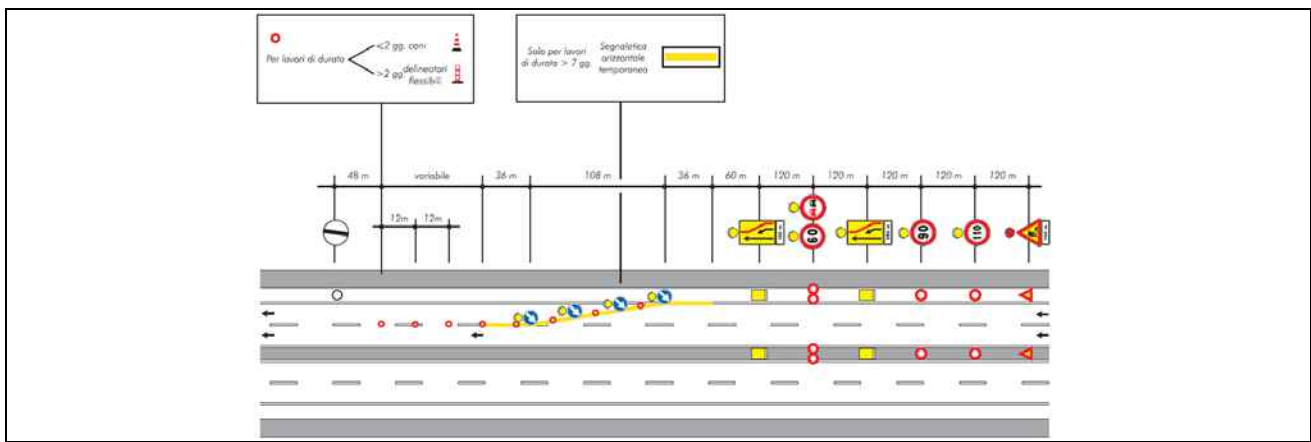 Per lavori di durata
<2 gg. coni
>2 gg. delineatori
flessibili
Solo per lavori
di durata > 7 gg.
Segnaletica
orizzontale
temporanea
48 m
variabile
36 m
108 m
36 m
60 m
120 m
120 m
120 m
120 m
120 m
12m
12m
60
90
110